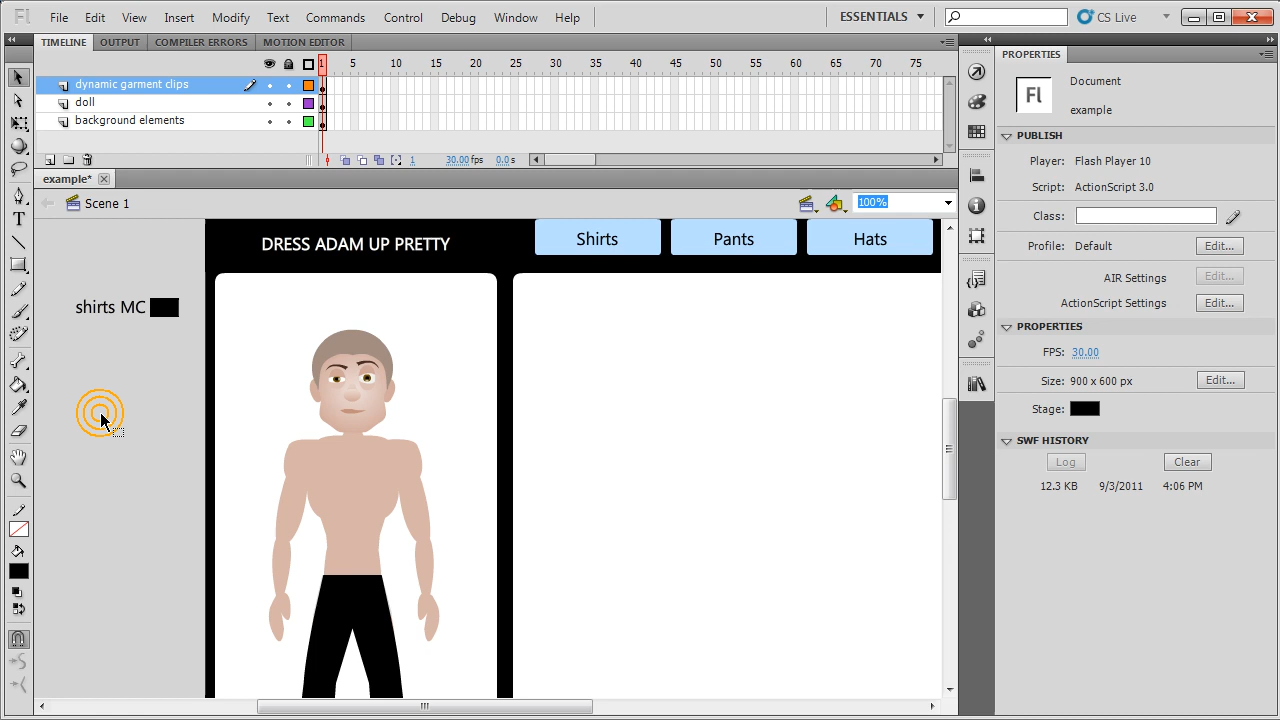 Fl File Edit View Insert Modify Text Commands Control Debug Window Help ESSENTIALS CS Live
TIMELINE OUTPUT COMPILER ERRORS MOTION EDITOR
1 5 10 15 20 25 30 35 40 45 50 55 60 65 70 75
dynamic garment clips
doll
background elements
1 30.00 fps 0.0 s
example*
Scene 1 100%
DRESS ADAM UP PRETTY Shirts Pants Hats
shirts MC
T
PROPERTIES
Fl
Document
example
PUBLISH
Player: Flash Player 10
Script: ActionScript 3.0
Class:
Profile: Default Edit...
AIR Settings Edit...
ActionScript Settings Edit...
PROPERTIES
FPS: 30.00
Size: 900 x 600 px Edit...
Stage:
SWF HISTORY
Log Clear
12.3 KB 9/3/2011 4:06 PM